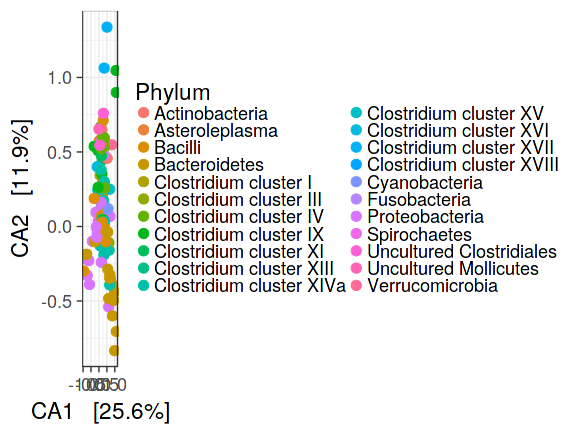 Phylum
Actinobacteria
Asteroleplasma
Bacilli
Bacteroidetes
Clostridium cluster I
Clostridium cluster III
Clostridium cluster IV
Clostridium cluster IX
Clostridium cluster XI
Clostridium cluster XIII
Clostridium cluster XIVa
Clostridium cluster XV
Clostridium cluster XVI
Clostridium cluster XVII
Clostridium cluster XVIII
Cyanobacteria
Fusobacteria
Proteobacteria
Spirochaetes
Uncultured Clostridiales
Uncultured Mollicutes
Verrucomicrobia
1.0
0.5
0.0
-0.5
CA2 [11.9%]
CA1 [25.6%]